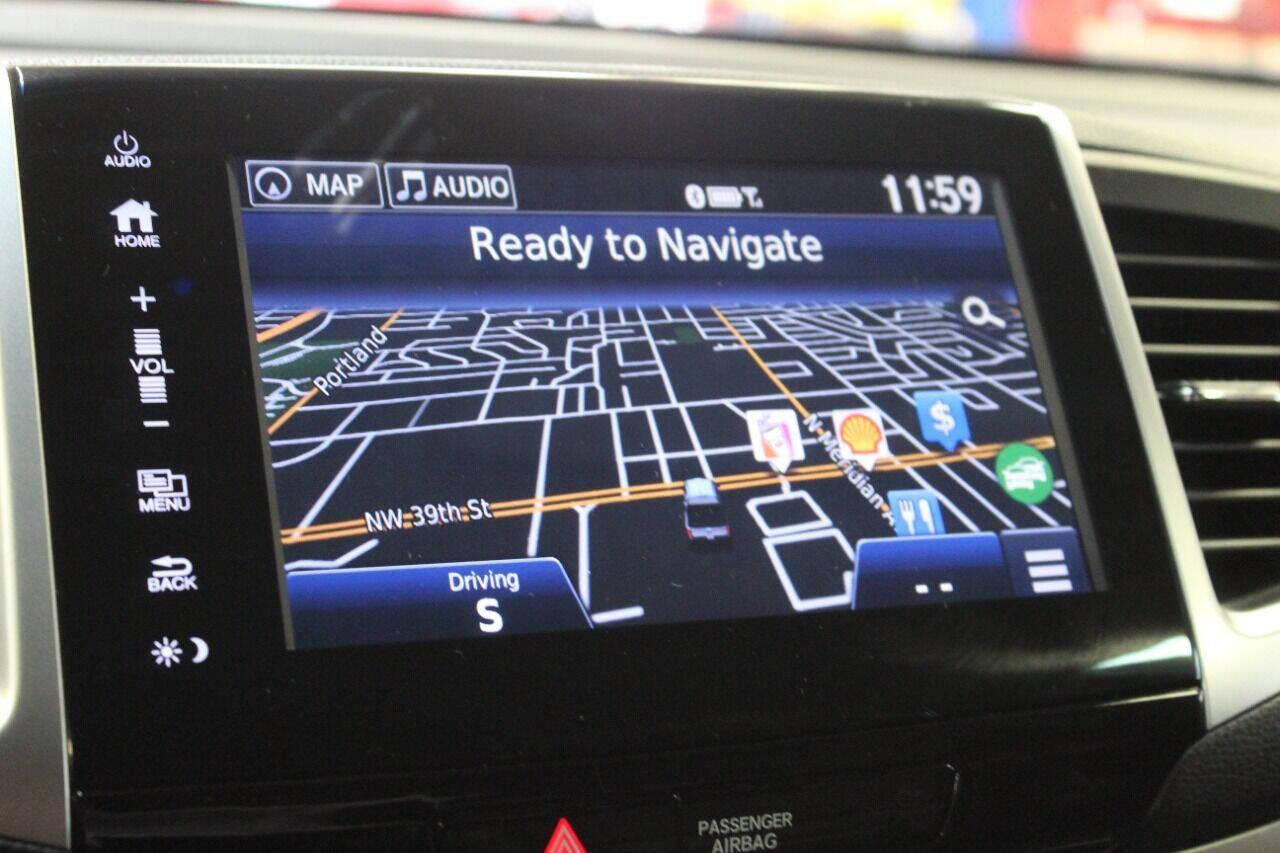 AUDIO
HOME
+
VOL
−
MENU
BACK
MAP
AUDIO
11:59
Ready to Navigate
Portland
N Meridian A
$
NW 39th St
Driving
S
--
PASSENGER
AIRBAG